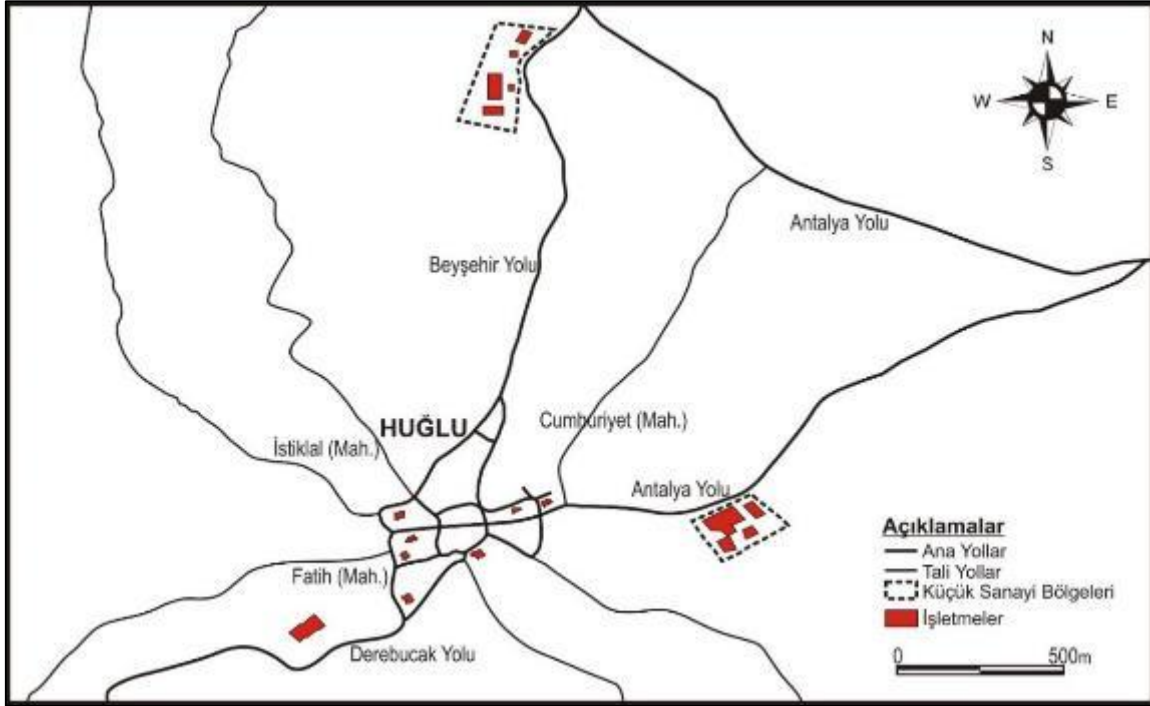 N
W
E
S
Antalya Yolu
Beyşehir Yolu
HUĞLU
Cumhuriyet (Mah.)
İstiklal (Mah.)
Antalya Yolu
Fatih (Mah.)
Derebucak Yolu
Açıklamalar
Ana Yollar
Tali Yollar
Küçük Sanayi Bölgeleri
İşletmeler
0 500m